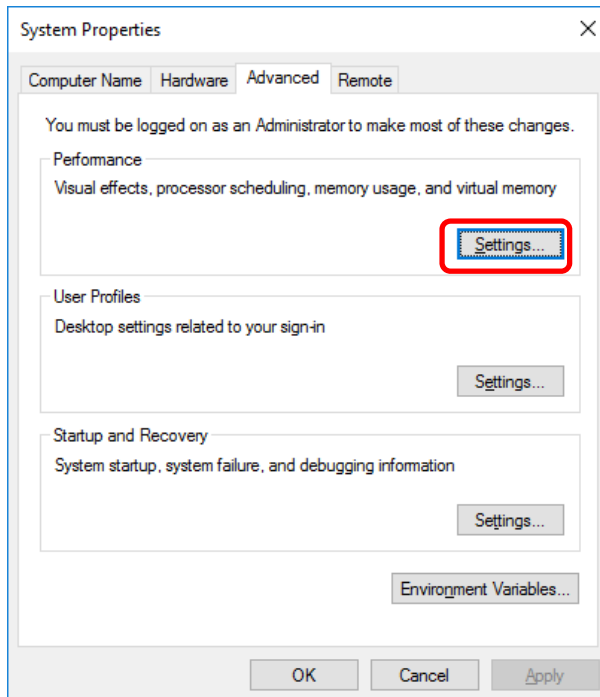 System Properties
Computer Name Hardware Advanced Remote
You must be logged on as an Administrator to make most of these changes.
Performance
Visual effects, processor scheduling, memory usage, and virtual memory
Settings...
User Profiles
Desktop settings related to your sign-in
Settings...
Startup and Recovery
System startup, system failure, and debugging information
Settings...
Environment Variables...
OK Cancel Apply